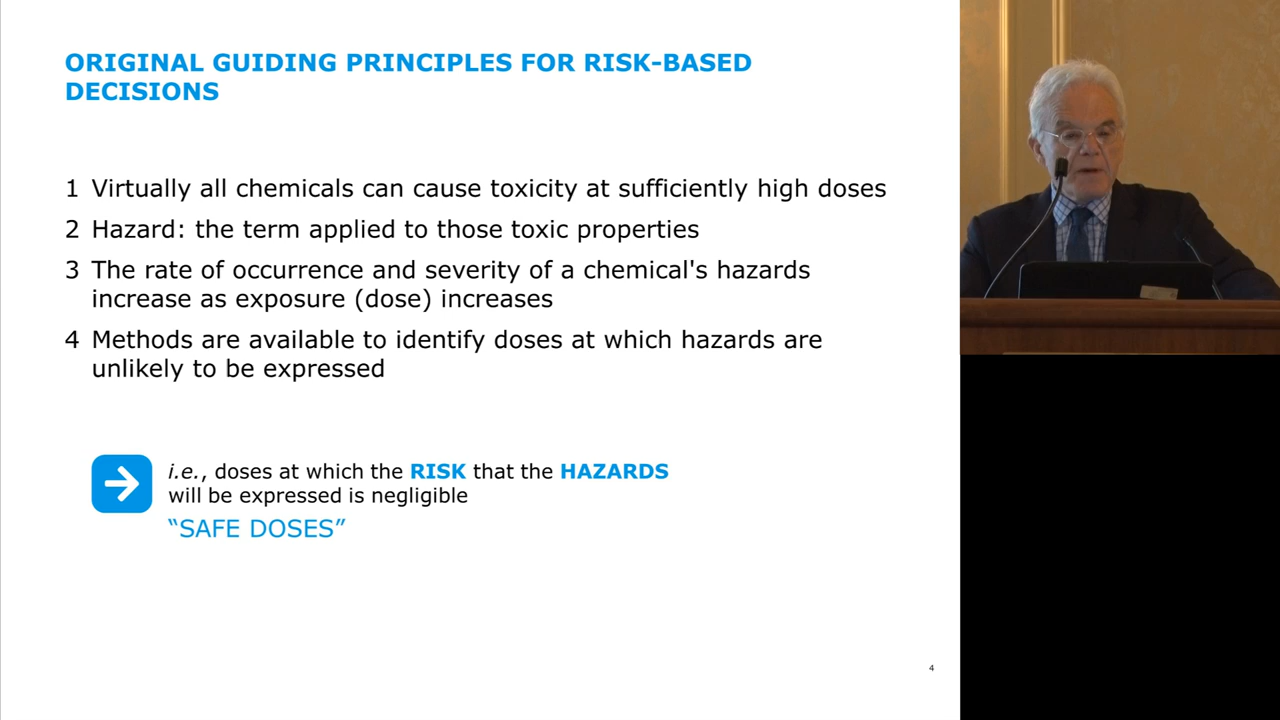 ORIGINAL GUIDING PRINCIPLES FOR RISK-BASED
DECISIONS
1 Virtually all chemicals can cause toxicity at sufficiently high doses
2 Hazard: the term applied to those toxic properties
3 The rate of occurrence and severity of a chemical's hazards
increase as exposure (dose) increases
4 Methods are available to identify doses at which hazards are
unlikely to be expressed
i.e., doses at which the RISK that the HAZARDS
will be expressed is negligible
“SAFE DOSES”
4